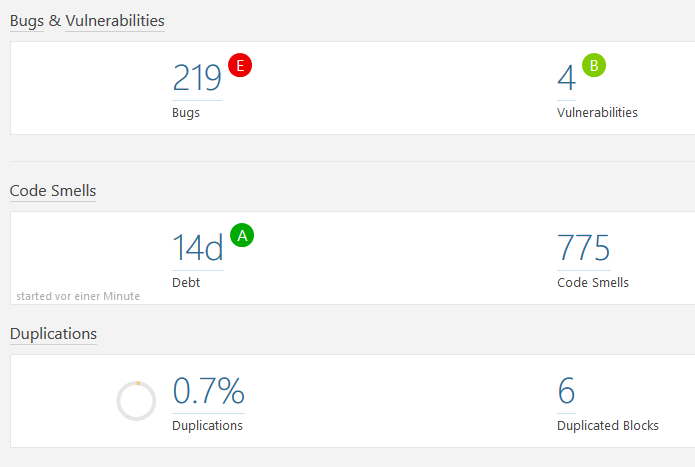 Bugs & Vulnerabilities
219 E
4 B
Bugs
Vulnerabilities
Code Smells
14d A
775
Debt
Code Smells
started vor einer Minute
Duplications
0.7%
6
Duplications
Duplicated Blocks